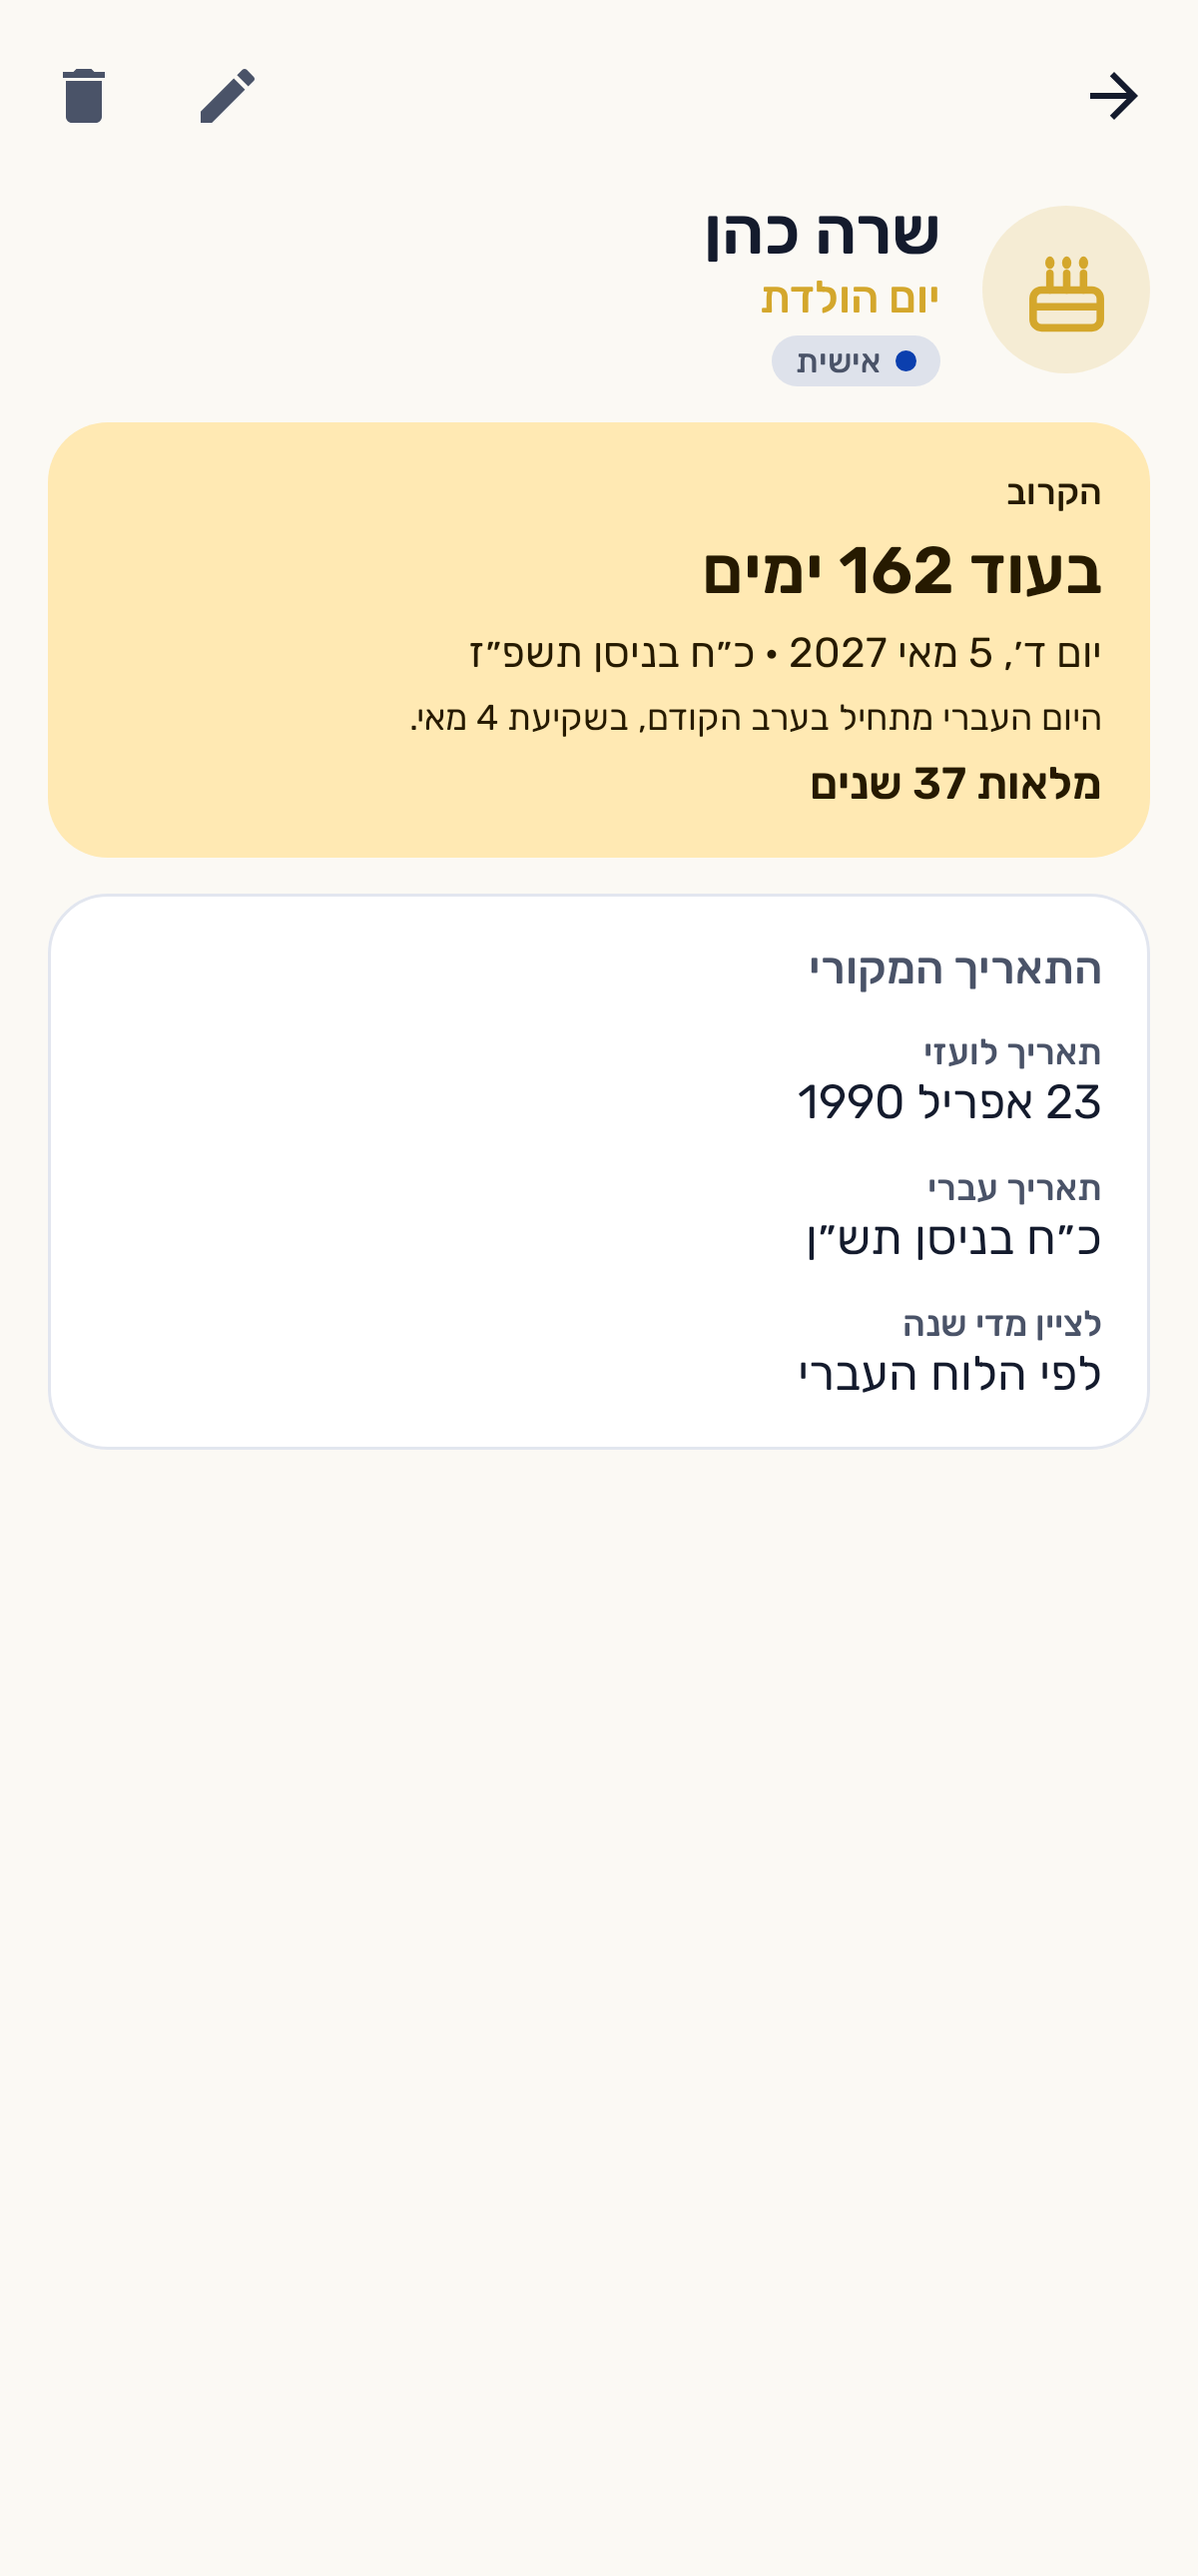 שרה כהן
יום הולדת
אישית
הקרוב
בעוד 162 ימים
יום ד׳, 5 מאי 2027 • כ״ח בניסן תשפ״ז
היום העברי מתחיל בערב הקודם, בשקיעת 4 מאי.
מלאות 37 שנים
התאריך המקורי
תאריך לועזי
23 אפריל 1990
תאריך עברי
כ״ח בניסן תש״ן
לציין מדי שנה
לפי הלוח העברי